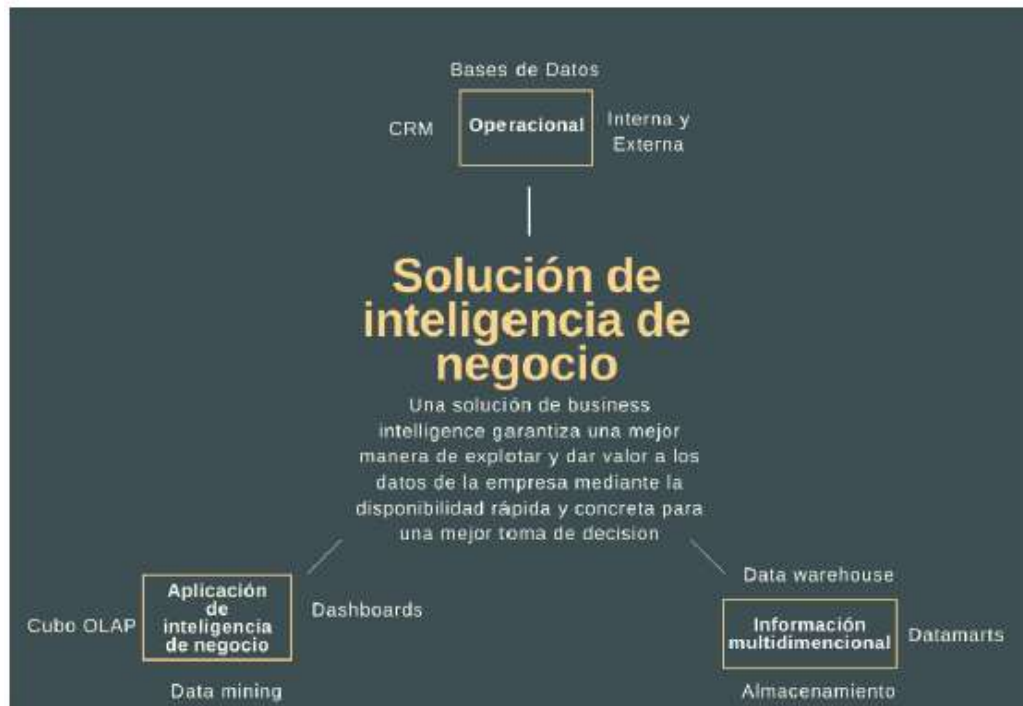 Bases de Datos
CRM
Operacional
Interna y
Externa
Solución de
inteligencia de
negocio
Una solución de business
intelligence garantiza una mejor
manera de explotar y dar valor a los
datos de la empresa mediante la
disponibilidad rápida y concreta para
una mejor toma de decision
Cubo OLAP
Aplicación
de
inteligencia
de negocio
Dashboards
Data mining
Data warehouse
Información
multidimencional
Datamarts
Almacenamiento